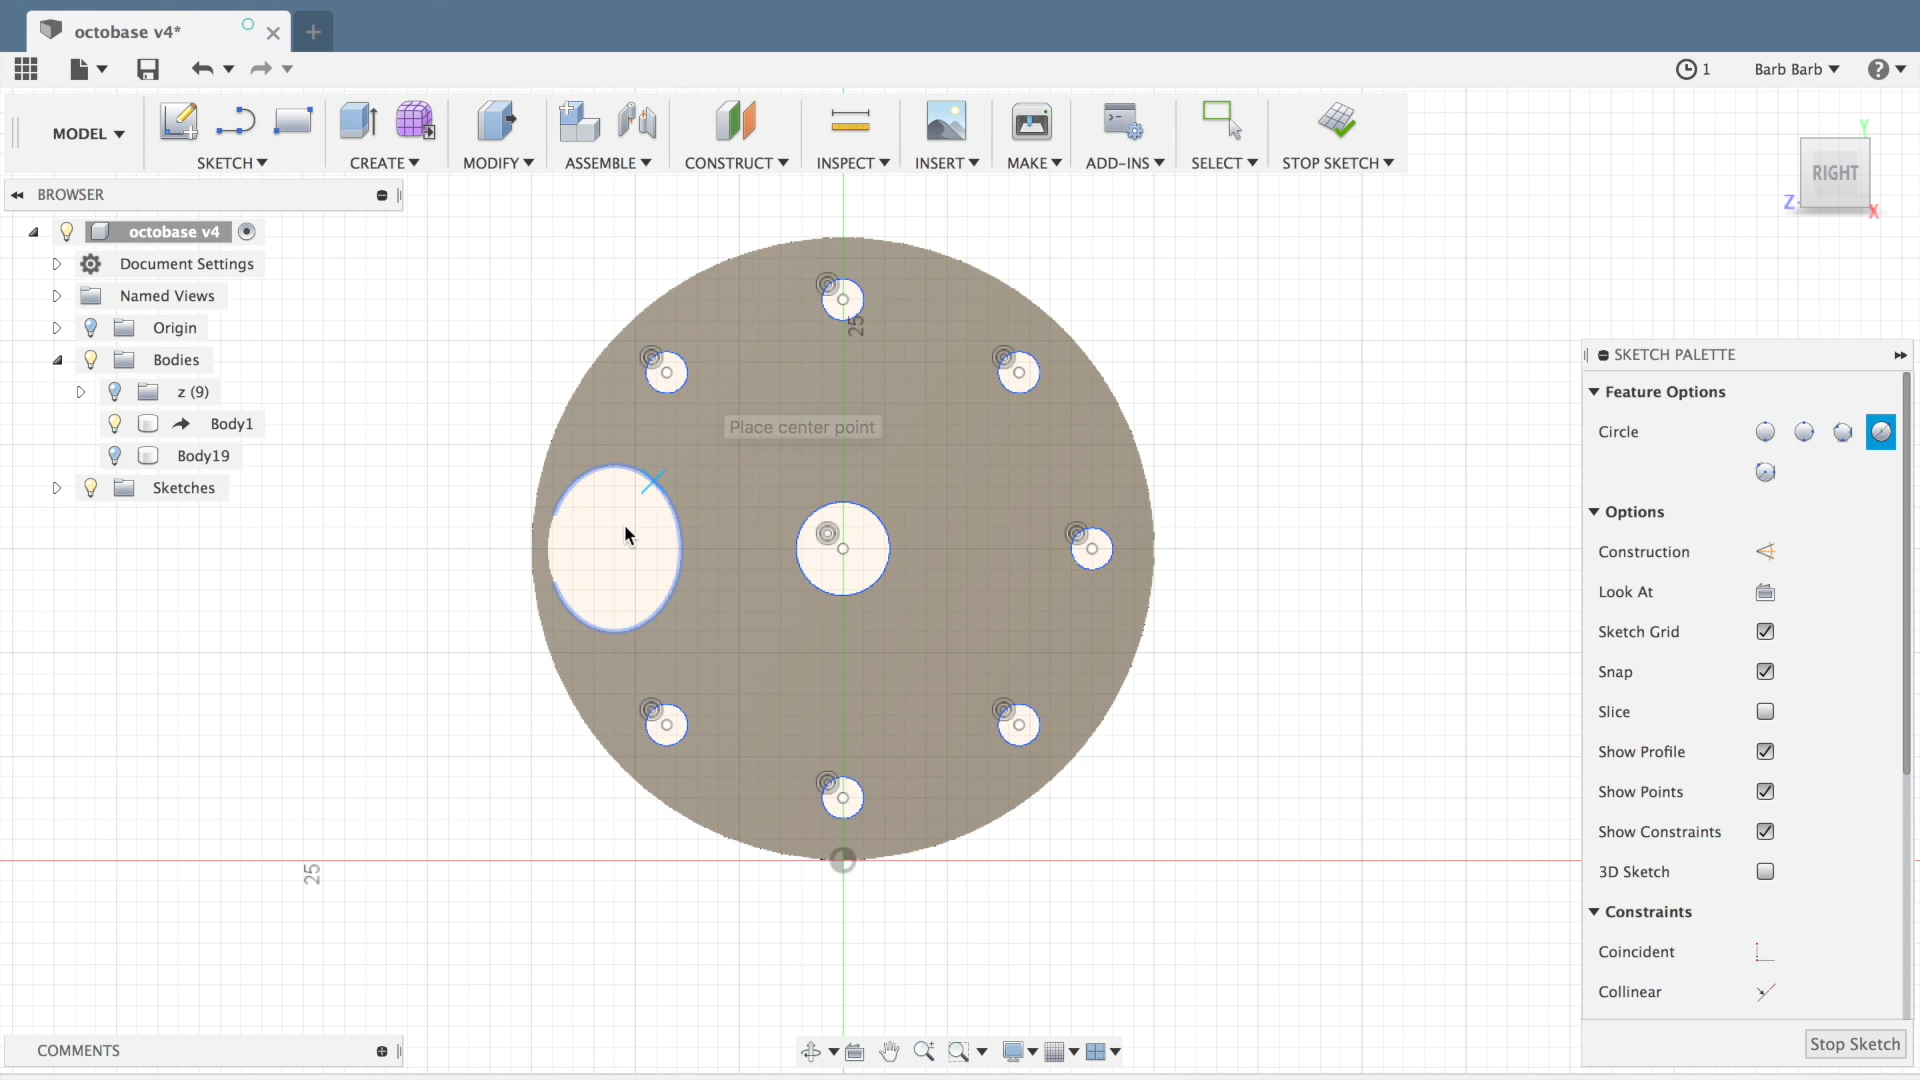 octobase v4*
1
Barb Barb
MODEL
SKETCH
CREATE
MODIFY
ASSEMBLE
CONSTRUCT
INSPECT
INSERT
MAKE
ADD-INS
SELECT
STOP SKETCH
Y
RIGHT
Z
X
BROWSER
octobase v4
Document Settings
Named Views
Origin
Bodies
z (9)
Body1
Body19
Sketches
25
Place center point
25
SKETCH PALETTE
Feature Options
Circle
Options
Construction
Look At
Sketch Grid
Snap
Slice
Show Profile
Show Points
Show Constraints
3D Sketch
Constraints
Coincident
Collinear
Stop Sketch
COMMENTS